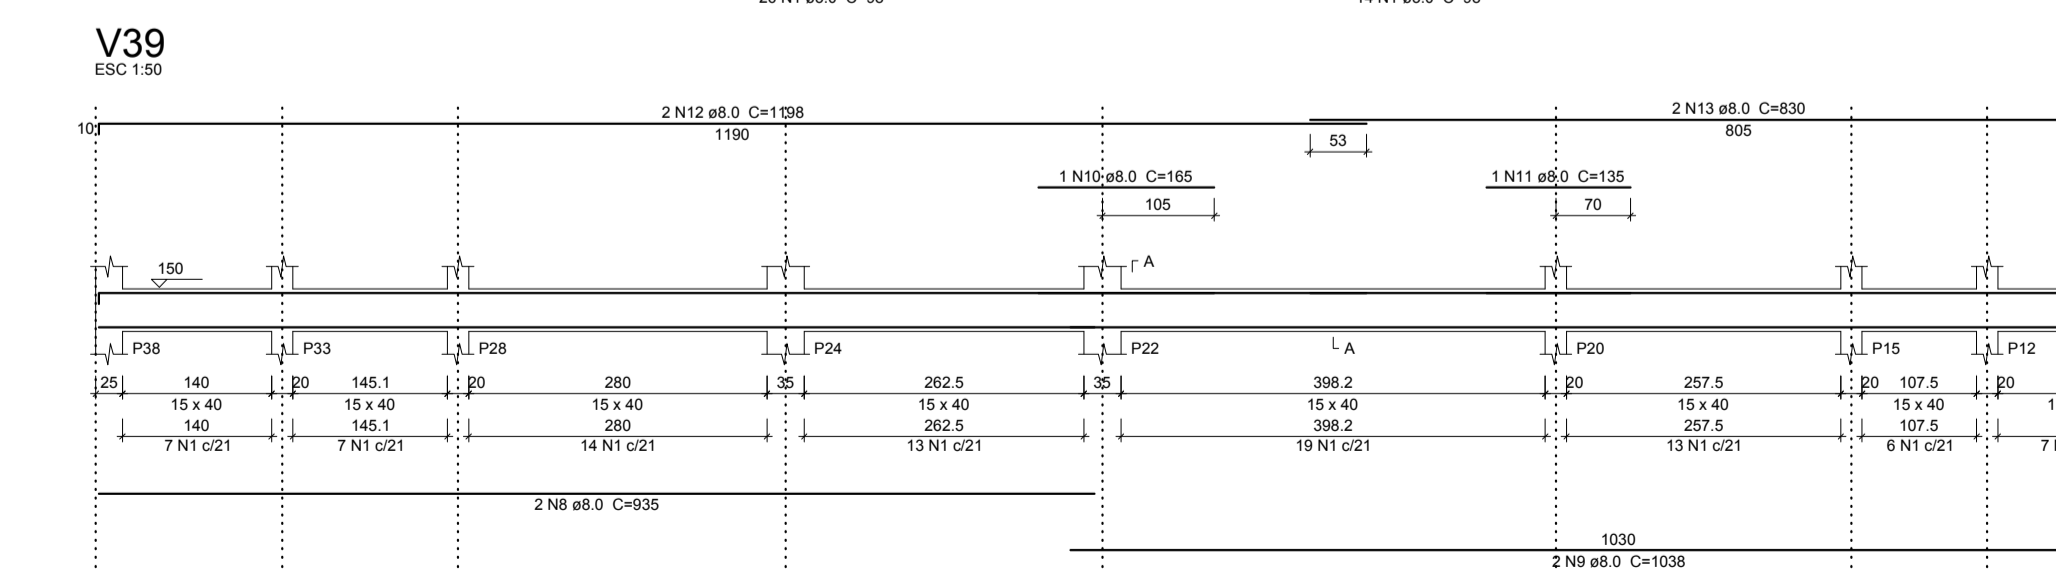 V39
ESC 1:50
2 N12 ø8.0 C=1198
2 N13 ø8.0 C=830
10
1190
805
53
1 N10 ø8.0 C=165
1 N11 ø8.0 C=135
105
70
150
A
P38 P33 P28 P24 P22 A P20 P15 P12
25 140 20 145.1 20 280 35 262.5 35 398.2 20 257.5 20 107.5 20
15 x 40 15 x 40 15 x 40 15 x 40 15 x 40 15 x 40 15 x 40 1
140 145.1 280 262.5 398.2 257.5 107.5
7 N1 c/21 7 N1 c/21 14 N1 c/21 13 N1 c/21 19 N1 c/21 13 N1 c/21 6 N1 c/21 7
2 N8 ø8.0 C=935
1030
2 N9 ø8.0 C=1038